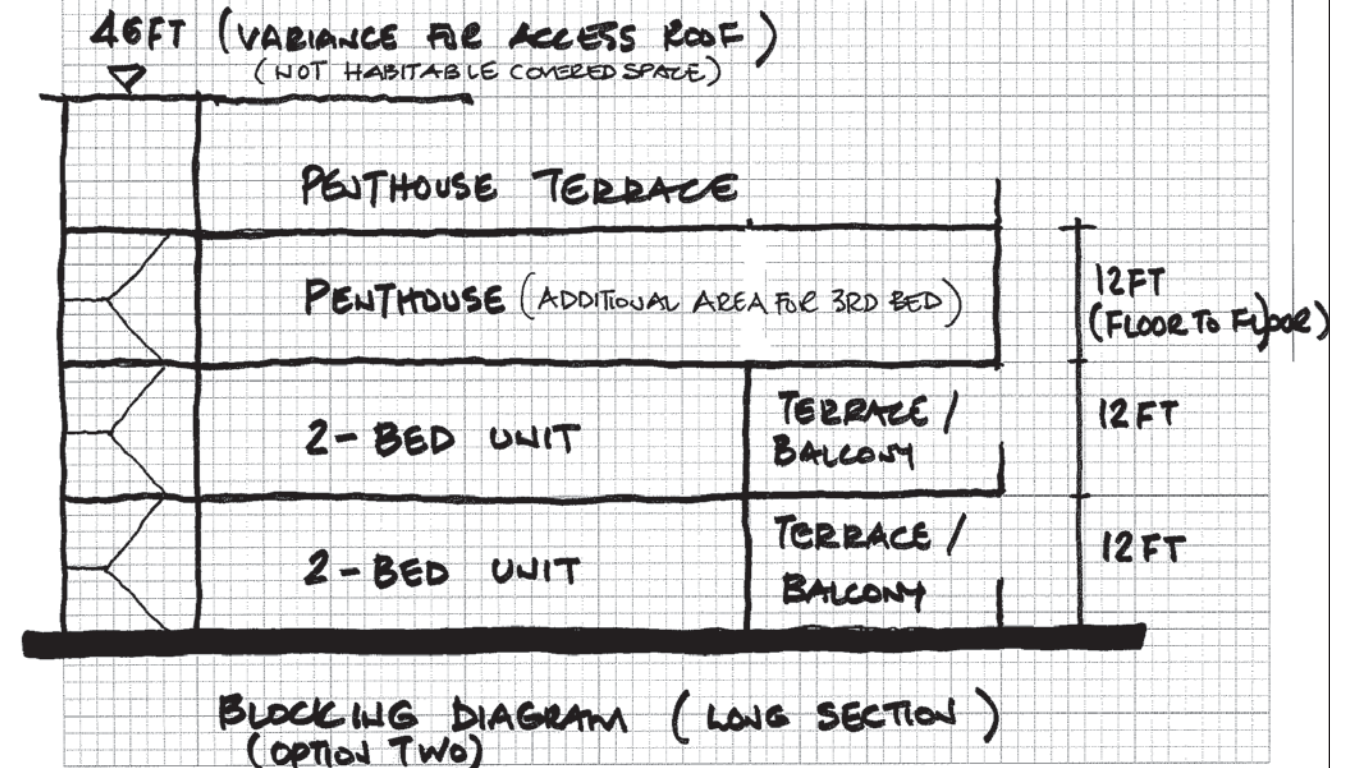 46FT (VARIANCE FOR ACCESS ROOF)
(NOT HABITABLE COVERED SPACE)
PENTHOUSE TERRACE
PENTHOUSE (ADDITIONAL AREA FOR 3RD BED)
12FT
(FLOOR TO FLOOR)
2-BED UNIT
TERRACE /
BALCONY
12FT
2-BED UNIT
TERRACE /
BALCONY
12FT
BLOCKING DIAGRAM (LONG SECTION)
(OPTION TWO)